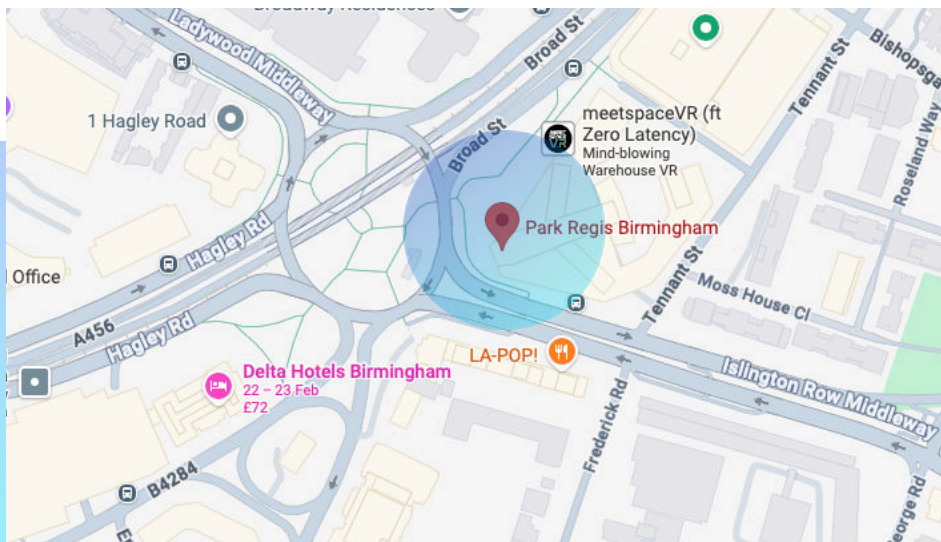 Broadway Residences
Ladywood Middleway
Broad St
Tennant St
1 Hagley Road
meetspaceVR (ft
Zero Latency)
Mind-blowing
Warehouse VR
Broad St
Roseland Way
Hagley Rd
Park Regis Birmingham
Office
Tennant St
Moss House Cl
A456
Hagley Rd
LA-POP!
Delta Hotels Birmingham
22 – 23 Feb
£72
Islington Row Middleway
Frederick Rd
B4284